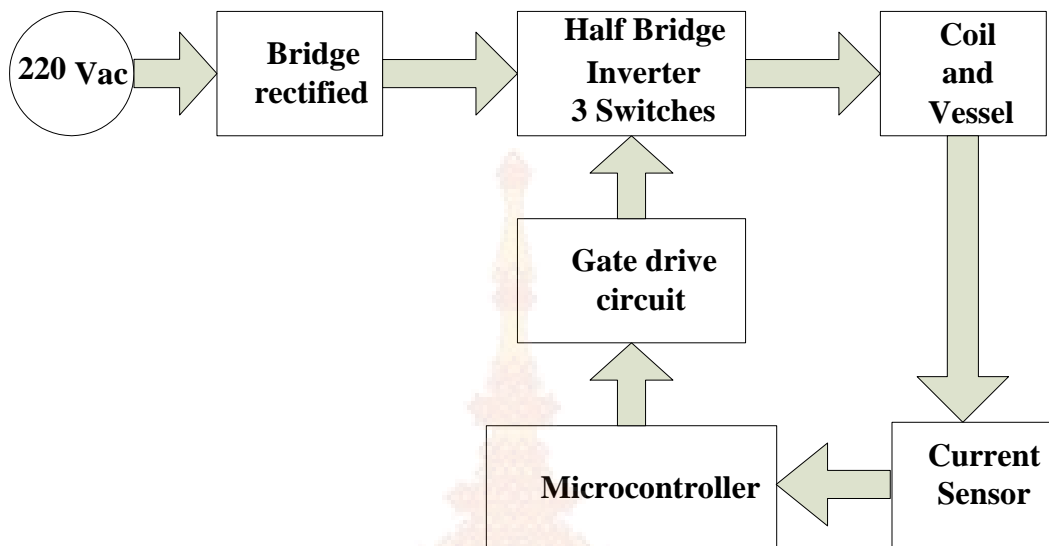 220 Vac
Bridge
rectified
Half Bridge
Inverter
3 Switches
Coil
and
Vessel
Gate drive
circuit
Microcontroller
Current
Sensor